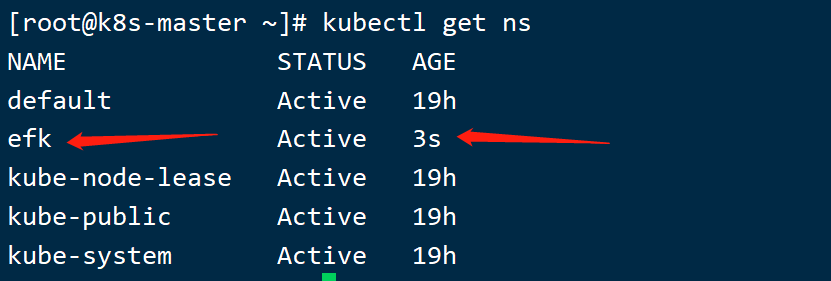 [root@k8s-master ~]# kubectl get ns
NAME STATUS AGE
default Active 19h
efk Active 3s
kube-node-lease Active 19h
kube-public Active 19h
kube-system Active 19h